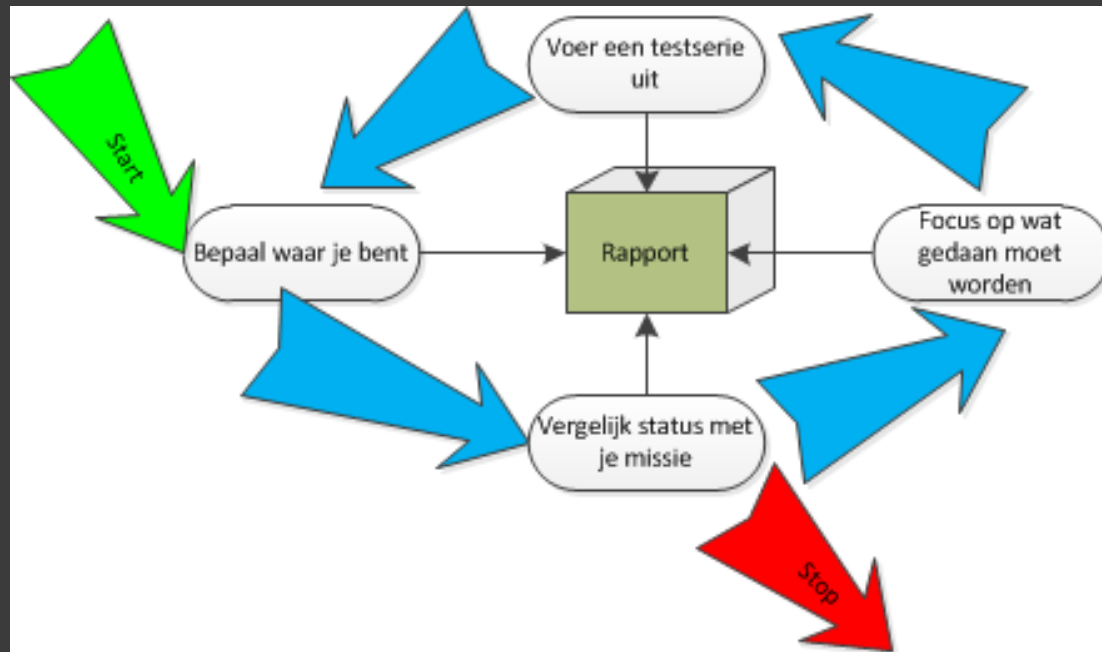 Voer een testserie
uit
Start
Bepaal waar je bent
Rapport
Focus op wat
gedaan moet
worden
Vergelijk status met
je missie
Stop